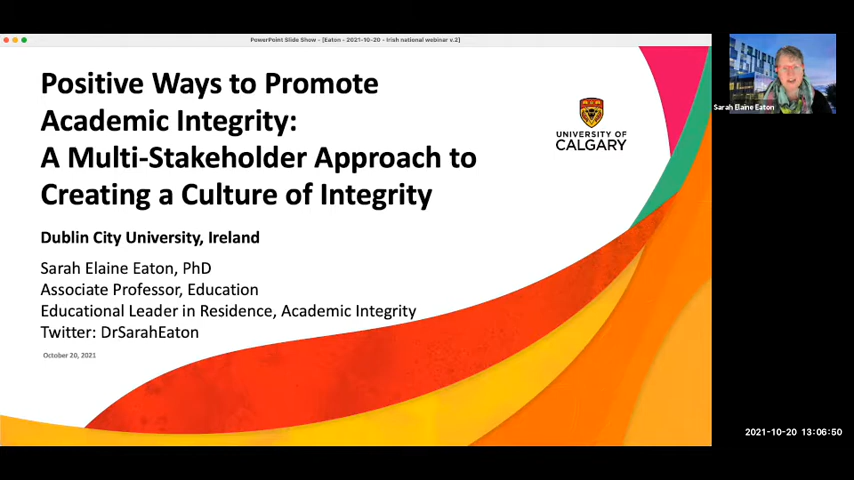 PowerPoint Slide Show - [Eaton - 2021-10-20 - Irish national webinar v.2]
Positive Ways to Promote
Academic Integrity:
A Multi-Stakeholder Approach to
Creating a Culture of Integrity
UNIVERSITY OF
CALGARY
Dublin City University, Ireland
Sarah Elaine Eaton, PhD
Associate Professor, Education
Educational Leader in Residence, Academic Integrity
Twitter: DrSarahEaton
October 20, 2021
Sarah Elaine Eaton
2021-10-20 13:06:50